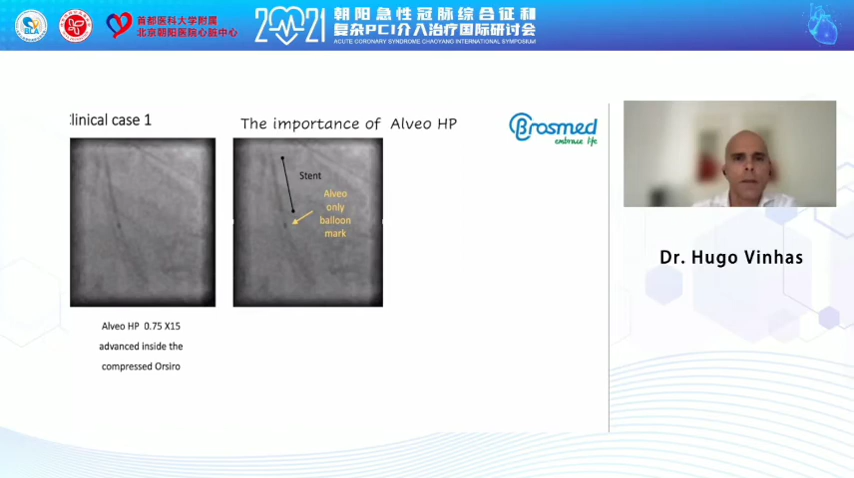 BLA
首都医科大学附属
北京朝阳医院心脏中心
2021
朝阳急性冠脉综合征和
复杂PCI介入治疗国际研讨会
ACUTE CORONARY SYNDROME CHAOYANG INTERNATIONAL SYMPOSIUM
linical case 1
The importance of Alveo HP
Brosmed
embrace life
Stent
Alveo
only
balloon
mark
Alveo HP 0.75 X15
advanced inside the
compressed Orsiro
Dr. Hugo Vinhas